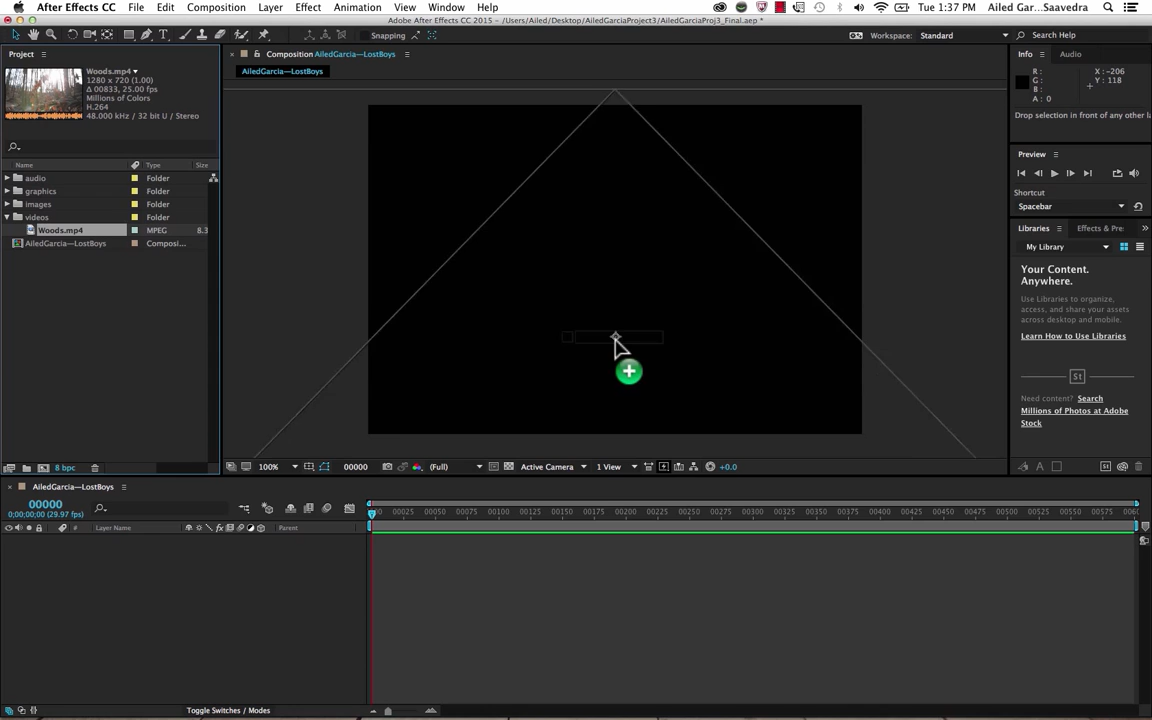 After Effects CC File Edit Composition Layer Effect Animation View Window Help
Tue 1:37 PM Ailed Gar...Saavedra
Adobe After Effects CC 2015 - /Users/Ailed/Desktop/AiledGarciaProject3/AiledGarciaProj3_Final.aep *
Snapping
Workspace: Standard
Search Help
Project
Composition AiledGarcia—LostBoys
Info Audio
AiledGarcia—LostBoys
Woods.mp4
1280 x 720 (1.00)
Δ 00833, 25.00 fps
Millions of Colors
H.264
48.000 kHz / 32 bit U / Stereo
R :
G :
B :
A : 0
X : -206
Y : 118
Drop selection in front of any other la
Preview
Shortcut
Spacebar
Name Type Size
audio Folder
graphics Folder
images Folder
videos Folder
Woods.mp4 MPEG 8.3
AiledGarcia—LostBoys Composi...
Libraries Effects & Pre:
My Library
Your Content.
Anywhere.
Use Libraries to organize,
access, and share your assets
across desktop and mobile.
Learn How to Use Libraries
St
Need content? Search
Millions of Photos at Adobe
Stock
8 bpc
100% 00000 (Full) Active Camera 1 View +0.0
AiledGarcia—LostBoys
00000
0;00;00;00 (29.97 fps)
00025 00050 00075 00100 00125 00150 00175 00200 00225 00250 00275 00300 00325 00350 00375 00400 00425 00450 00475 00500 00525 00550 00575
# Layer Name Parent
Toggle Switches / Modes